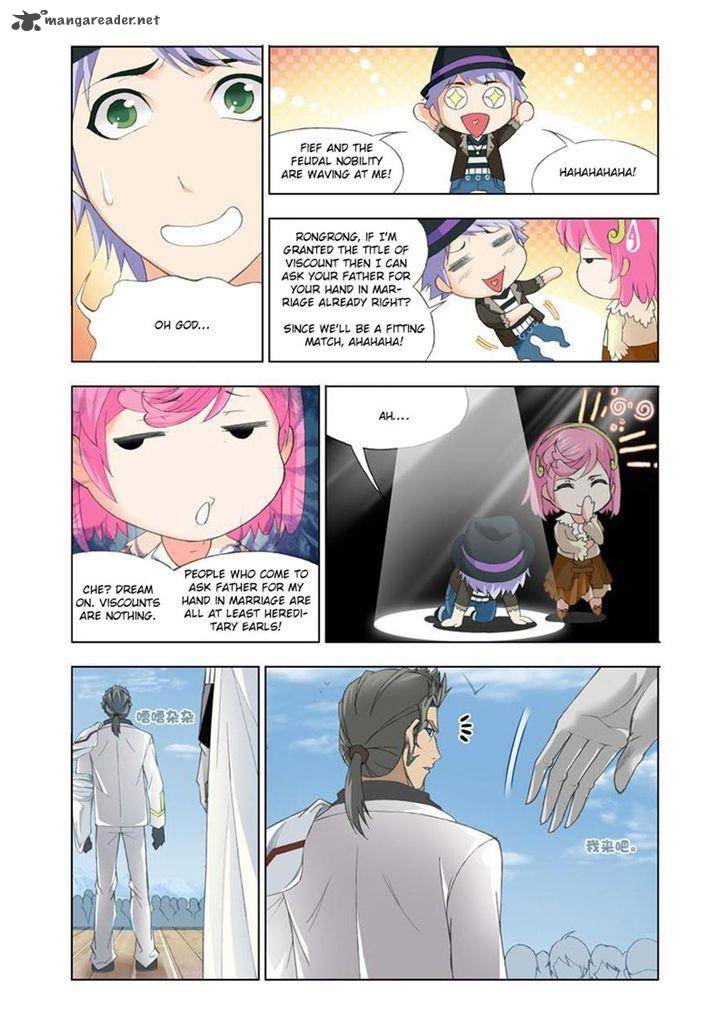 mangareader.net
OH GOD...
FIEF AND THE
FEUDAL NOBILITY
ARE WAVING AT ME!
HAHAHAHAHA!
RONGRONG, IF I'M
GRANTED THE TITLE OF
VISCOUNT THEN I CAN
ASK YOUR FATHER FOR
YOUR HAND IN MAR-
RIAGE ALREADY RIGHT?
SINCE WE'LL BE A FITTING
MATCH, AHAHAHA!
CHE? DREAM
ON. VISCOUNTS
ARE NOTHING.
PEOPLE WHO COME TO
ASK FATHER FOR MY
HAND IN MARRIAGE ARE
ALL AT LEAST HEREDI-
TARY EARLS!
AH....
嘻嘻杂杂
我来吧。